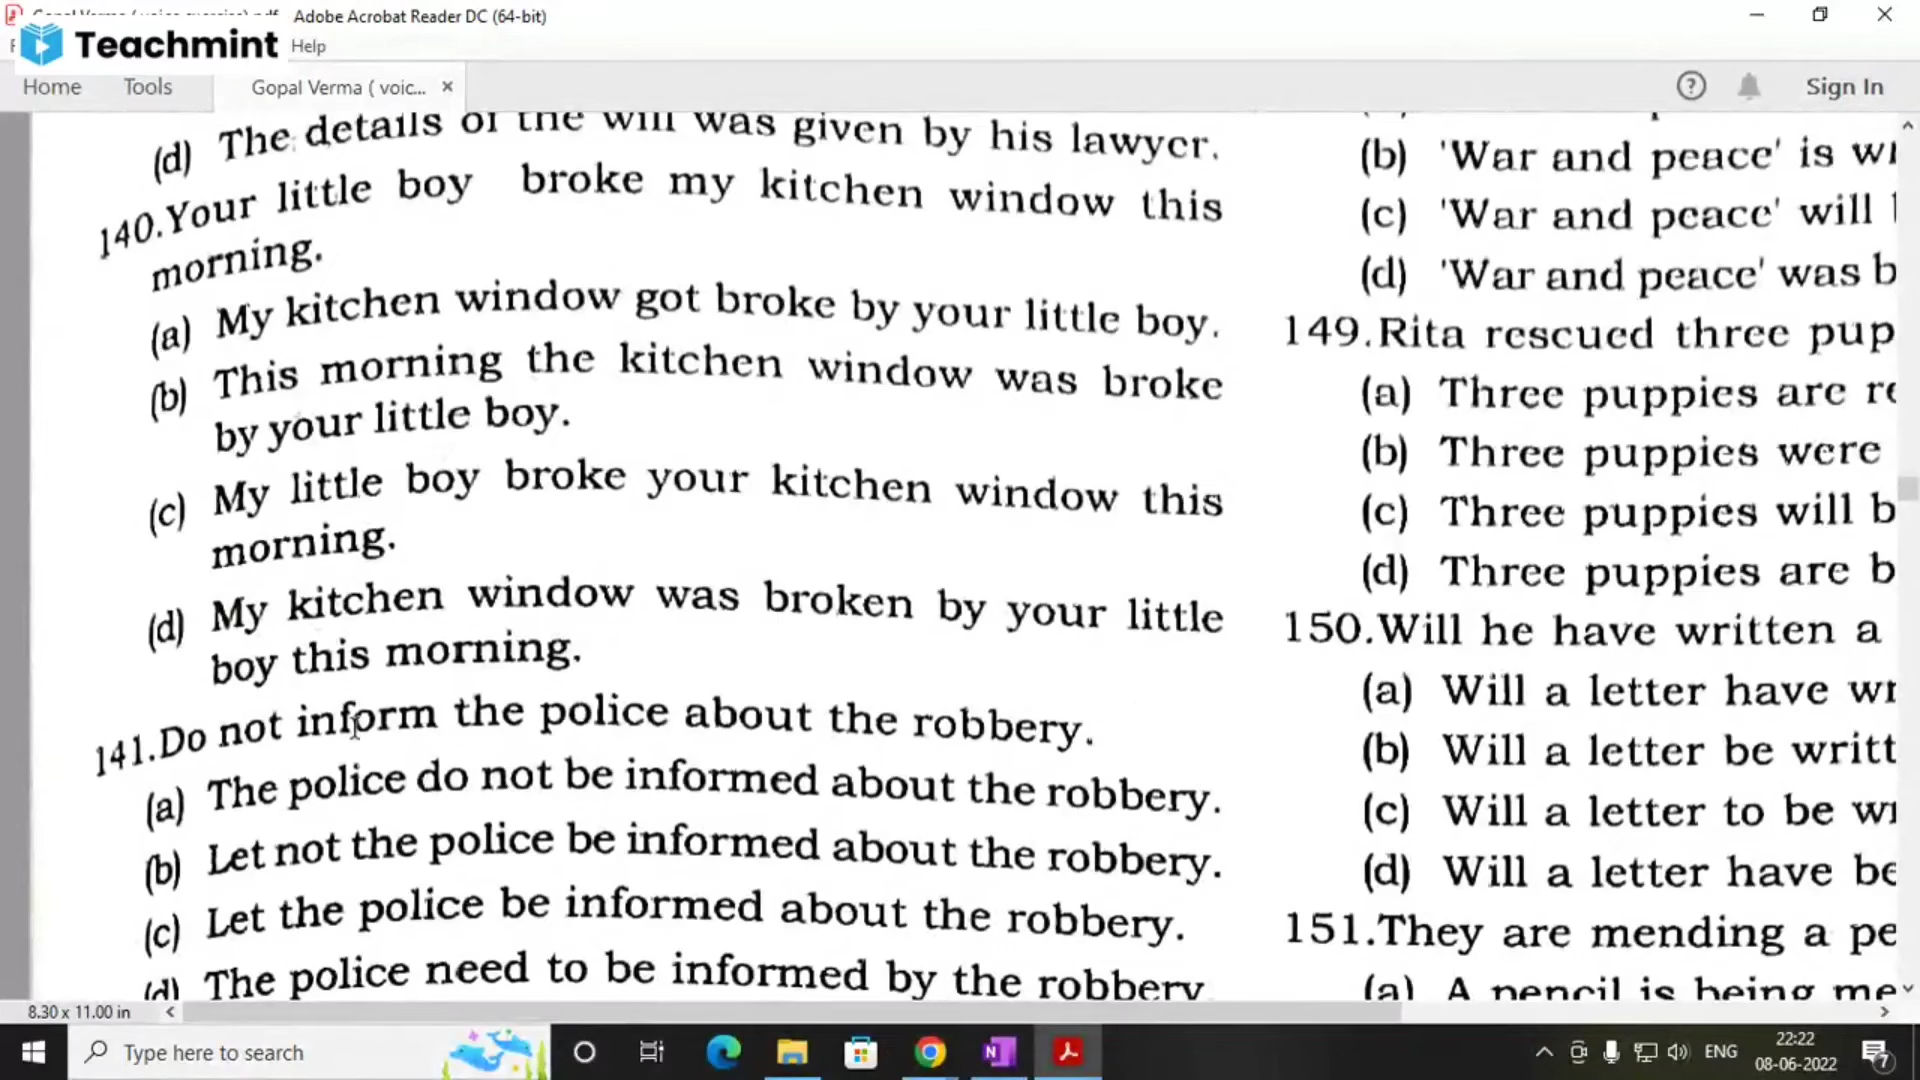 Adobe Acrobat Reader DC (64-bit)
Teachmint
Help
Home Tools Gopal Verma ( voic... × Sign In
(d) The details of the will was given by his lawyer.
140.Your little boy broke my kitchen window this
morning.
(a) My kitchen window got broke by your little boy.
(b) This morning the kitchen window was broke
by your little boy.
(c) My little boy broke your kitchen window this
morning.
(d) My kitchen window was broken by your little
boy this morning.
141.Do not inform the police about the robbery.
(a) The police do not be informed about the robbery.
(b) Let not the police be informed about the robbery.
(c) Let the police be informed about the robbery.
(d) The police need to be informed by the robbery
(b) 'War and peace' is
(c) 'War and peace' will
(d) 'War and peace' was
149.Rita rescued three
(a) Three puppies are
(b) Three puppies were
(c) Three puppies will
(d) Three puppies are
150.Will he have written a
(a) Will a letter have
(b) Will a letter be
(c) Will a letter to be
(d) Will a letter have
151.They are mending a
(a) A pencil is being
8.30 x 11.00 in
Type here to search
ENG
22:22
08-06-2022
7